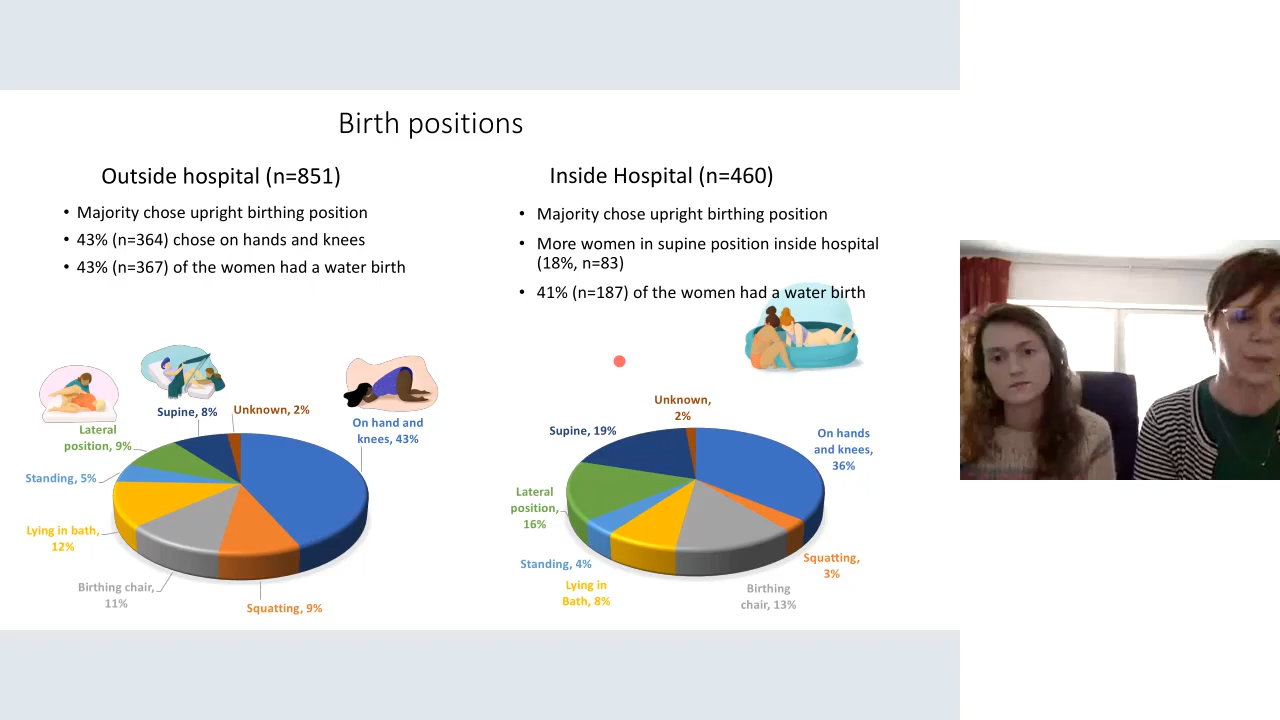 Birth positions
Outside hospital (n=851)
• Majority chose upright birthing position
• 43% (n=364) chose on hands and knees
• 43% (n=367) of the women had a water birth
Supine, 8%
Unknown, 2%
On hand and
knees, 43%
Lateral
position, 9%
Standing, 5%
Lying in bath,
12%
Birthing chair,
11%
Squatting, 9%
Inside Hospital (n=460)
• Majority chose upright birthing position
• More women in supine position inside hospital
(18%, n=83)
• 41% (n=187) of the women had a water birth
Unknown,
2%
Supine, 19%
On hands
and knees,
36%
Lateral
position,
16%
Standing, 4%
Lying in
Bath, 8%
Birthing
chair, 13%
Squatting,
3%